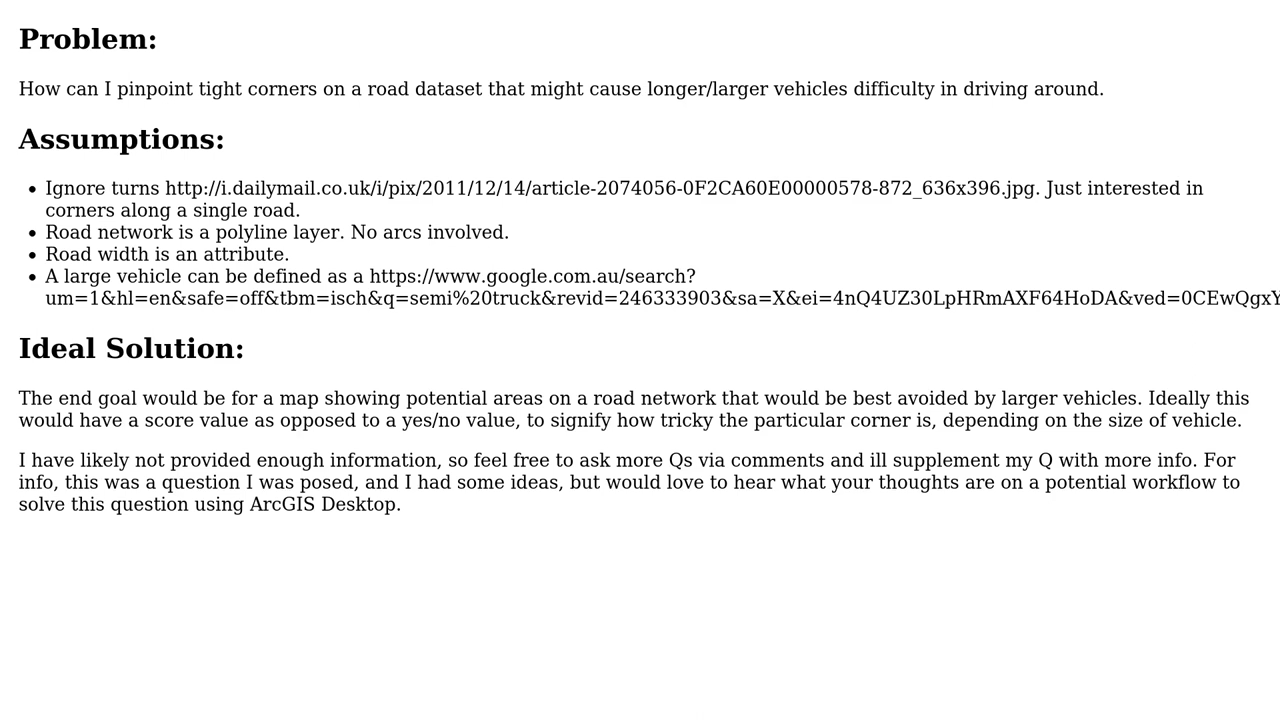 Problem:
How can I pinpoint tight corners on a road dataset that might cause longer/larger vehicles difficulty in driving around.
Assumptions:
• Ignore turns http://i.dailymail.co.uk/i/pix/2011/12/14/article-2074056-0F2CA60E00000578-872_636x396.jpg. Just interested in
corners along a single road.
• Road network is a polyline layer. No arcs involved.
• Road width is an attribute.
• A large vehicle can be defined as a https://www.google.com.au/search?
um=1&hl=en&safe=off&tbm=isch&q=semi%20truck&revid=246333903&sa=X&ei=4nQ4UZ30LpHRmAXF64HoDA&ved=0CEwQgxY
Ideal Solution:
The end goal would be for a map showing potential areas on a road network that would be best avoided by larger vehicles. Ideally this
would have a score value as opposed to a yes/no value, to signify how tricky the particular corner is, depending on the size of vehicle.
I have likely not provided enough information, so feel free to ask more Qs via comments and ill supplement my Q with more info. For
info, this was a question I was posed, and I had some ideas, but would love to hear what your thoughts are on a potential workflow to
solve this question using ArcGIS Desktop.